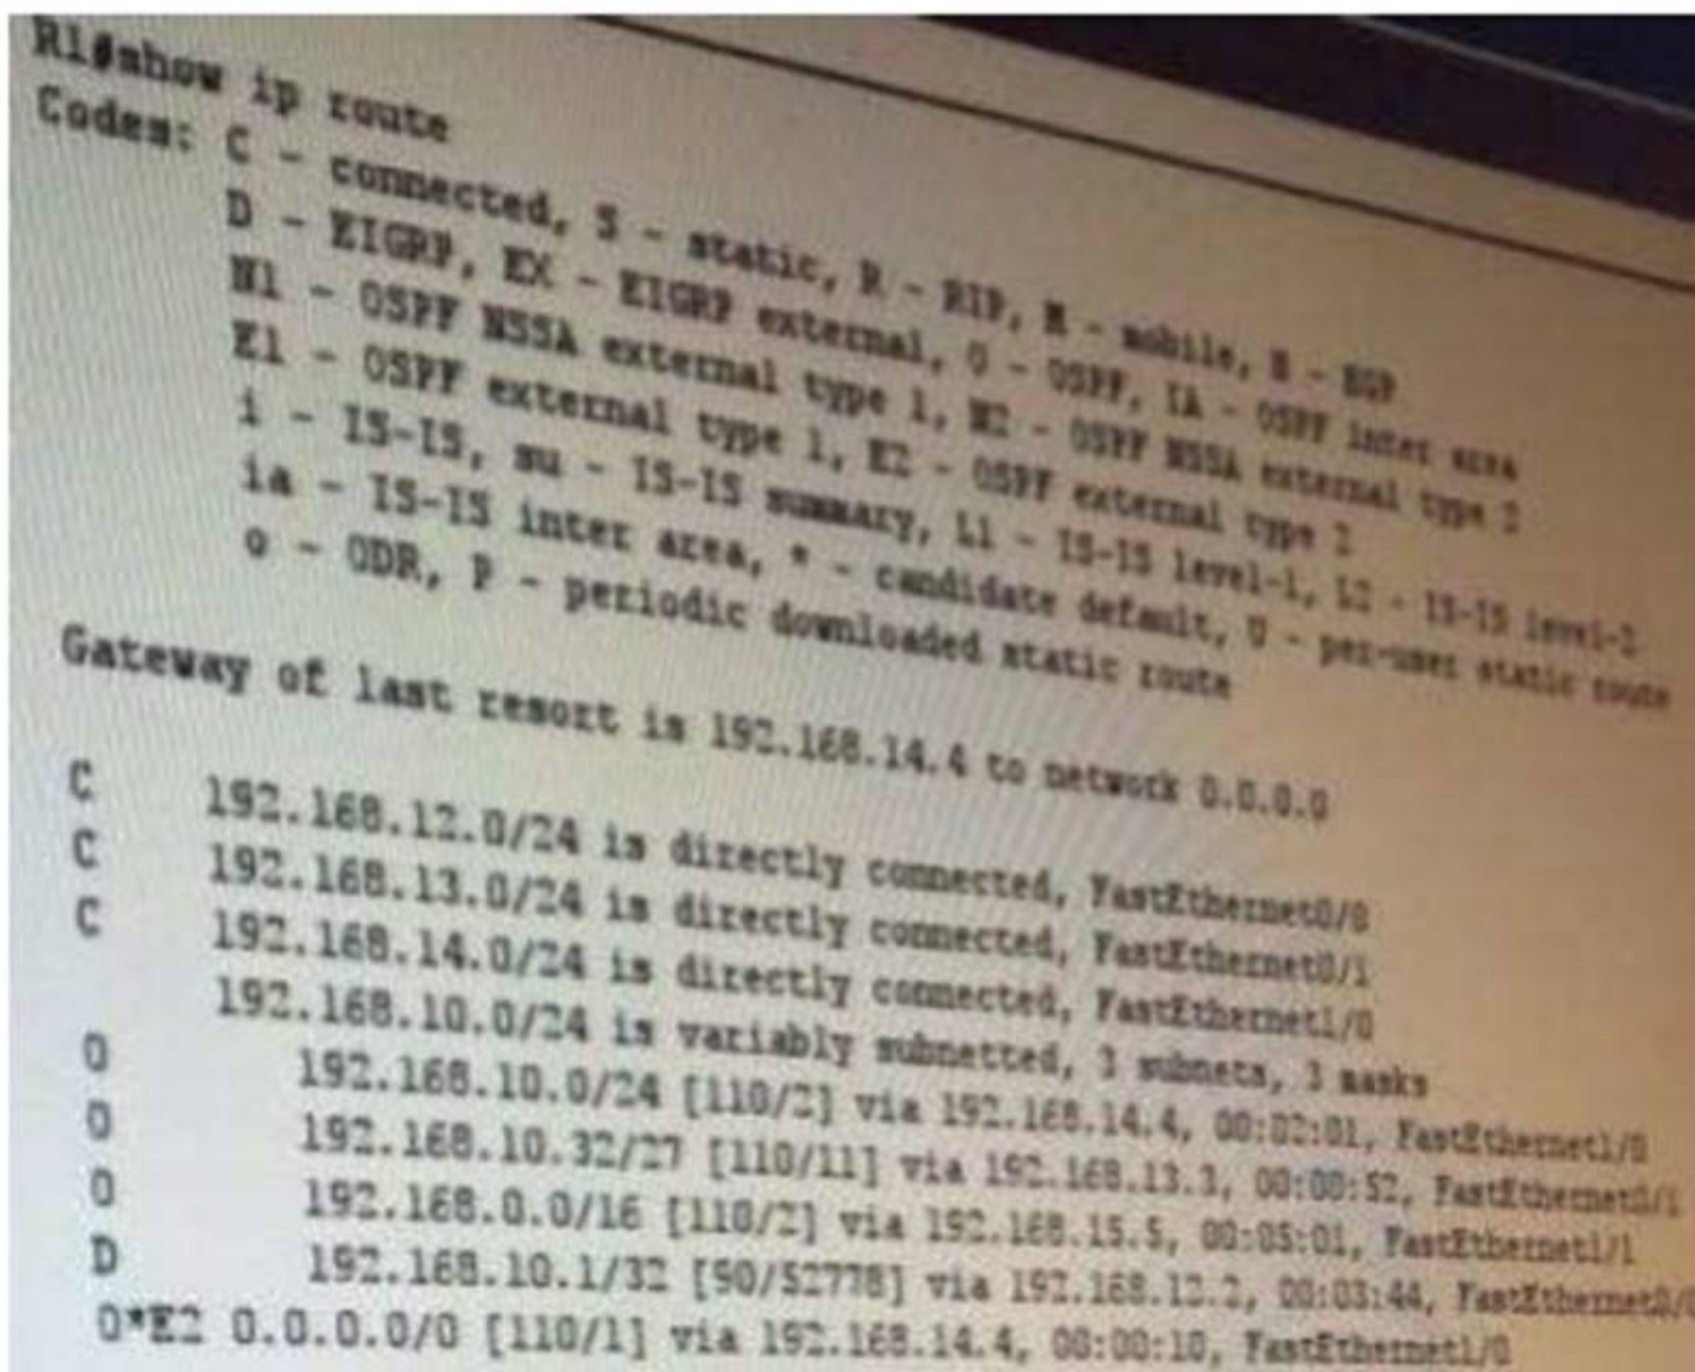 R1#show ip route
Codes: C - connected, S - static, R - RIP, M - mobile, B - BGP
D - EIGRP, EX - EIGRP external, O - OSPF, IA - OSPF inter area
N1 - OSPF NSSA external type 1, N2 - OSPF NSSA external type 2
E1 - OSPF external type 1, E2 - OSPF external type 2
i - IS-IS, su - IS-IS summary, L1 - IS-IS level-1, L2 - IS-IS level-2
ia - IS-IS inter area, * - candidate default, U - per-user static route
o - ODR, P - periodic downloaded static route
Gateway of last resort is 192.168.14.4 to network 0.0.0.0
C 192.168.12.0/24 is directly connected, FastEthernet0/0
C 192.168.13.0/24 is directly connected, FastEthernet0/1
C 192.168.14.0/24 is directly connected, FastEthernet1/0
192.168.10.0/24 is variably subnetted, 3 subnets, 3 masks
O 192.168.10.0/24 [110/2] via 192.168.14.4, 00:02:01, FastEthernet1/0
O 192.168.10.32/27 [110/11] via 192.168.13.3, 00:00:52, FastEthernet0/1
O 192.168.0.0/16 [110/2] via 192.168.15.5, 00:05:01, FastEthernet1/1
D 192.168.10.1/32 [90/52778] via 192.168.12.2, 00:03:44, FastEthernet0/0
O*E2 0.0.0.0/0 [110/1] via 192.168.14.4, 00:00:10, FastEthernet1/0